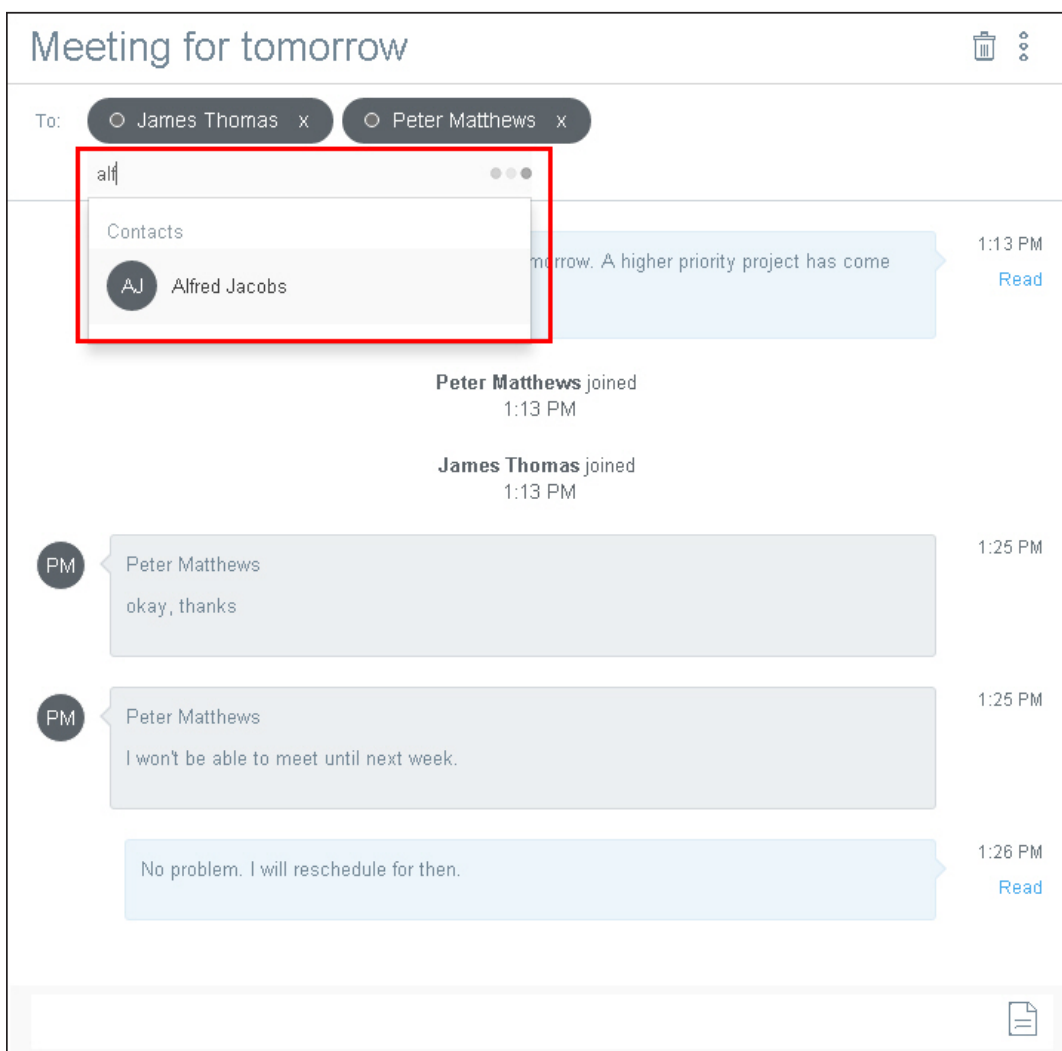 Meeting for tomorrow
To: James Thomas x Peter Matthews x
alf
Contacts
AJ Alfred Jacobs
morrow. A higher priority project has come
1:13 PM
Read
Peter Matthews joined
1:13 PM
James Thomas joined
1:13 PM
PM
Peter Matthews
okay, thanks
1:25 PM
PM
Peter Matthews
I won't be able to meet until next week.
1:25 PM
No problem. I will reschedule for then.
1:26 PM
Read